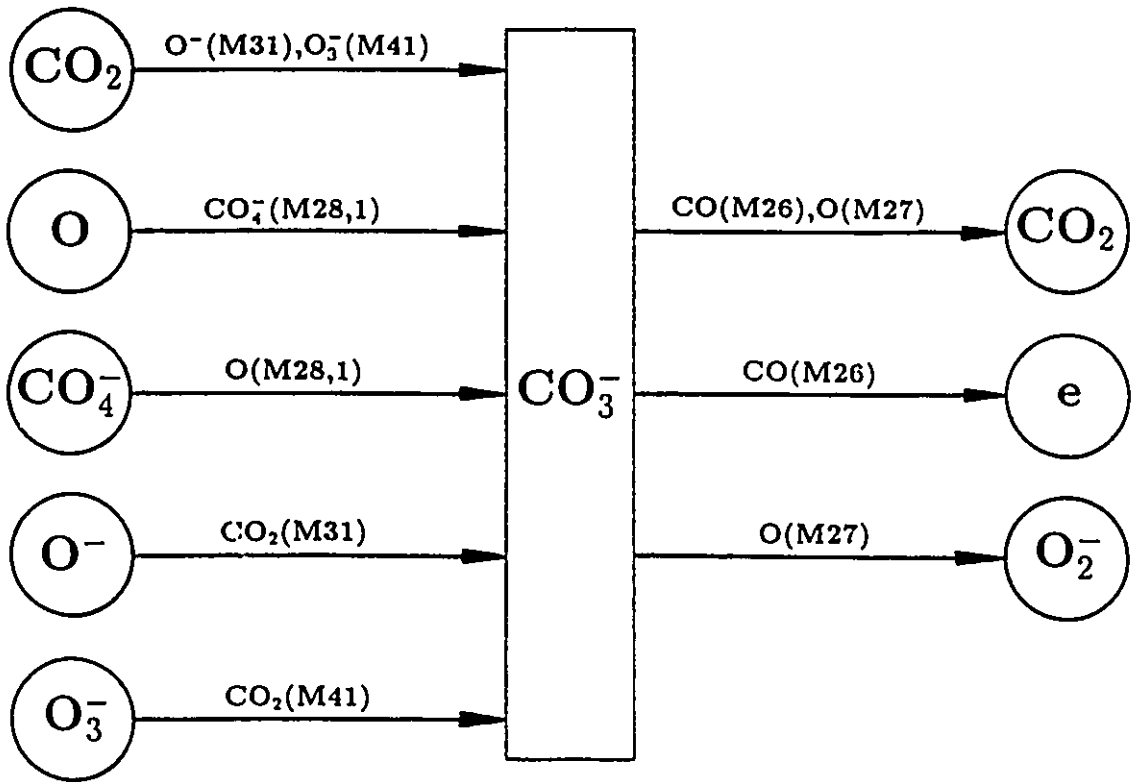 CO₂
O⁻(M31),O₃⁻(M41)
O
CO₄⁻(M28,1)
CO(M26),O(M27)
CO₂
CO₄⁻
O(M28,1)
CO₃⁻
CO(M26)
e
O⁻
CO₂(M31)
O(M27)
O₂⁻
O₃⁻
CO₂(M41)